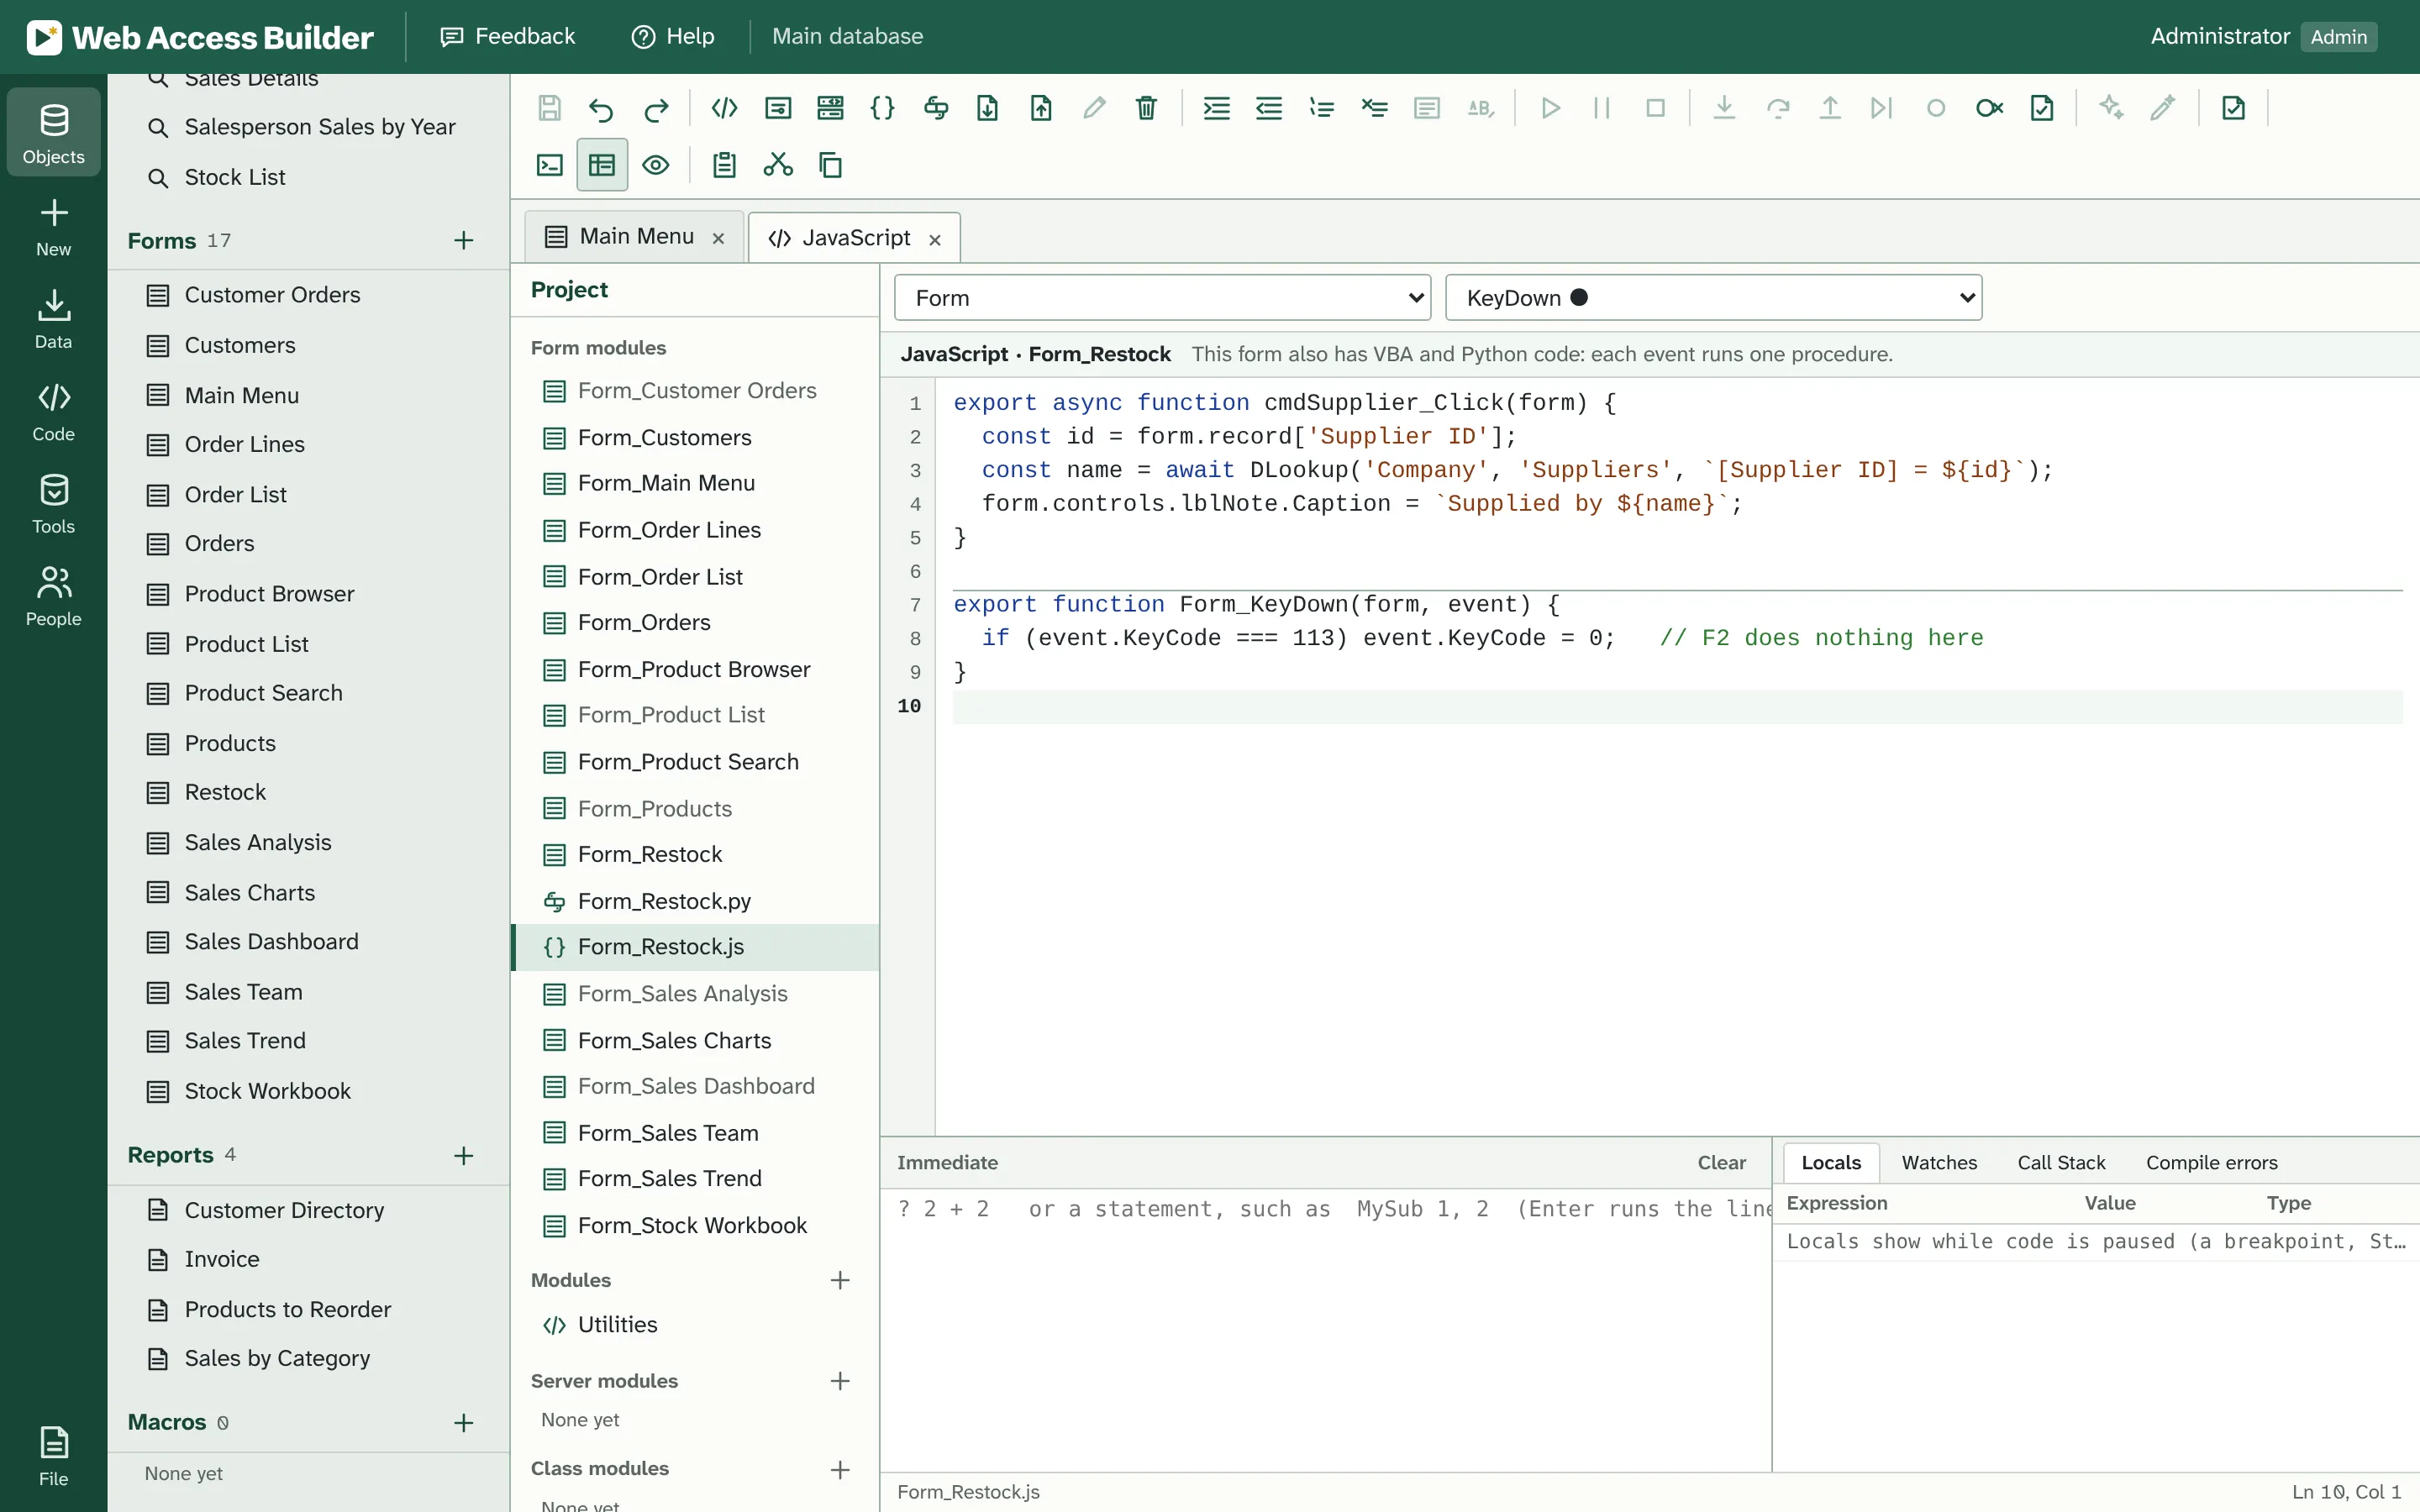 Web Access Builder
Feedback
Help
Main database
Administrator
Admin
Objects
New
Data
Code
Tools
People
File
Sales Details
Salesperson Sales by Year
Stock List
Forms 17
Customer Orders
Customers
Main Menu
Order Lines
Order List
Orders
Product Browser
Product List
Product Search
Products
Restock
Sales Analysis
Sales Charts
Sales Dashboard
Sales Team
Sales Trend
Stock Workbook
Reports 4
Customer Directory
Invoice
Products to Reorder
Sales by Category
Macros 0
None yet
Main Menu
JavaScript
Project
Form modules
Form_Customer Orders
Form_Customers
Form_Main Menu
Form_Order Lines
Form_Order List
Form_Orders
Form_Product Browser
Form_Product List
Form_Product Search
Form_Products
Form_Restock
Form_Restock.py
Form_Restock.js
Form_Sales Analysis
Form_Sales Charts
Form_Sales Dashboard
Form_Sales Team
Form_Sales Trend
Form_Stock Workbook
Modules
Utilities
Server modules
None yet
Class modules
None yet
Form
KeyDown ●
JavaScript · Form_Restock This form also has VBA and Python code: each event runs one procedure.
1 export async function cmdSupplier_Click(form) {
2 const id = form.record['Supplier ID'];
3 const name = await DLookup('Company', 'Suppliers', `[Supplier ID] = ${id}`);
4 form.controls.lblNote.Caption = `Supplied by ${name}`;
5 }
6
7 export function Form_KeyDown(form, event) {
8 if (event.KeyCode === 113) event.KeyCode = 0; // F2 does nothing here
9 }
10
Immediate
Clear
? 2 + 2 or a statement, such as MySub 1, 2 (Enter runs the line
Locals
Watches
Call Stack
Compile errors
Expression
Value
Type
Locals show while code is paused (a breakpoint, St…
Form_Restock.js
Ln 10, Col 1